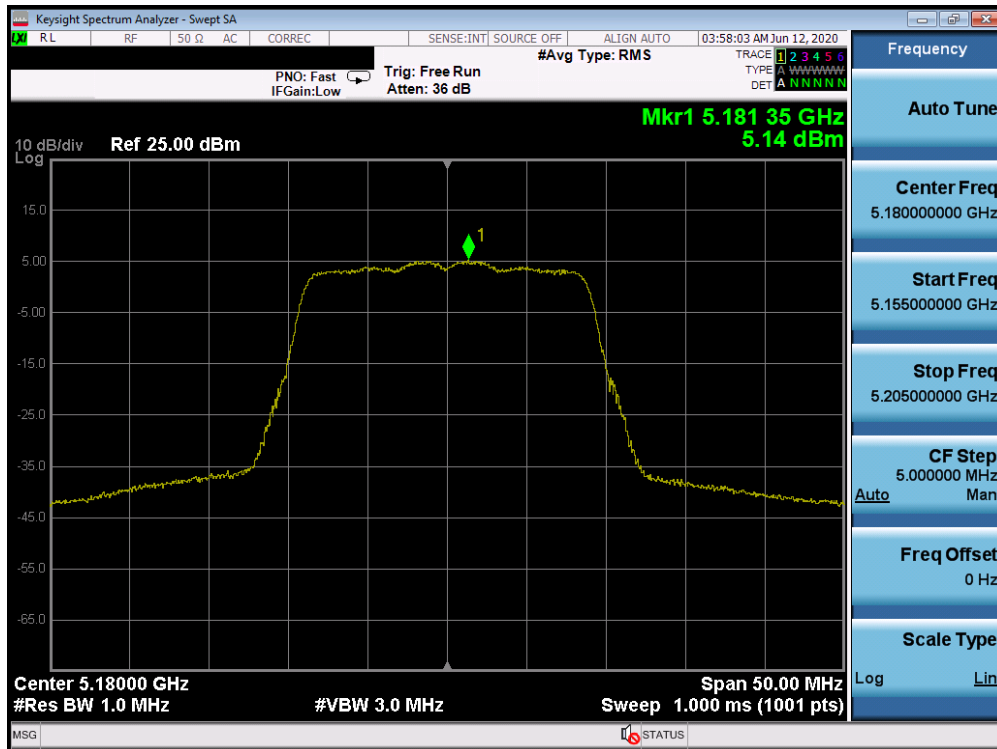 Keysight Spectrum Analyzer - Swept SA
LXI RL RF 50 Ω AC CORREC SENSE:INT SOURCE OFF ALIGN AUTO 03:58:03 AM Jun 12, 2020
#Avg Type: RMS
TRACE 1 2 3 4 5 6
PNO: Fast Trig: Free Run
TYPE A WWWWW
IFGain:Low Atten: 36 dB
DET A N N N N N
Mkr1 5.181 35 GHz
5.14 dBm
10 dB/div Ref 25.00 dBm
Log
15.0
1
5.00
-5.00
-15.0
-25.0
-35.0
-45.0
-55.0
-65.0
Center 5.18000 GHz Span 50.00 MHz
#Res BW 1.0 MHz #VBW 3.0 MHz Sweep 1.000 ms (1001 pts)
MSG STATUS
Frequency
Auto Tune
Center Freq
5.180000000 GHz
Start Freq
5.155000000 GHz
Stop Freq
5.205000000 GHz
CF Step
5.000000 MHz
Auto Man
Freq Offset
0 Hz
Scale Type
Log Lin